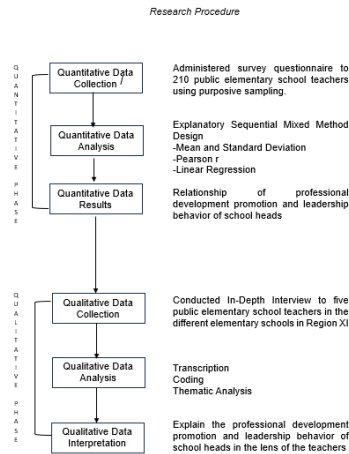 Research Procedure
QUANTITATIVE PHASE
Quantitative Data
Collection
Administered survey questionnaire to
210 public elementary school teachers
using purposive sampling.
Quantitative Data
Analysis
Explanatory Sequential Mixed Method
Design
-Mean and Standard Deviation
-Pearson r
-Linear Regression
Quantitative Data
Results
Relationship of professional
development promotion and leadership
behavior of school heads
QUALITATIVE PHASE
Qualitative Data
Collection
Conducted In-Depth Interview to five
public elementary school teachers in the
different elementary schools in Region XI
Qualitative Data
Analysis
Transcription
Coding
Thematic Analysis
Qualitative Data
Interpretation
Explain the professional development
promotion and leadership behavior of
school heads in the lens of the teachers